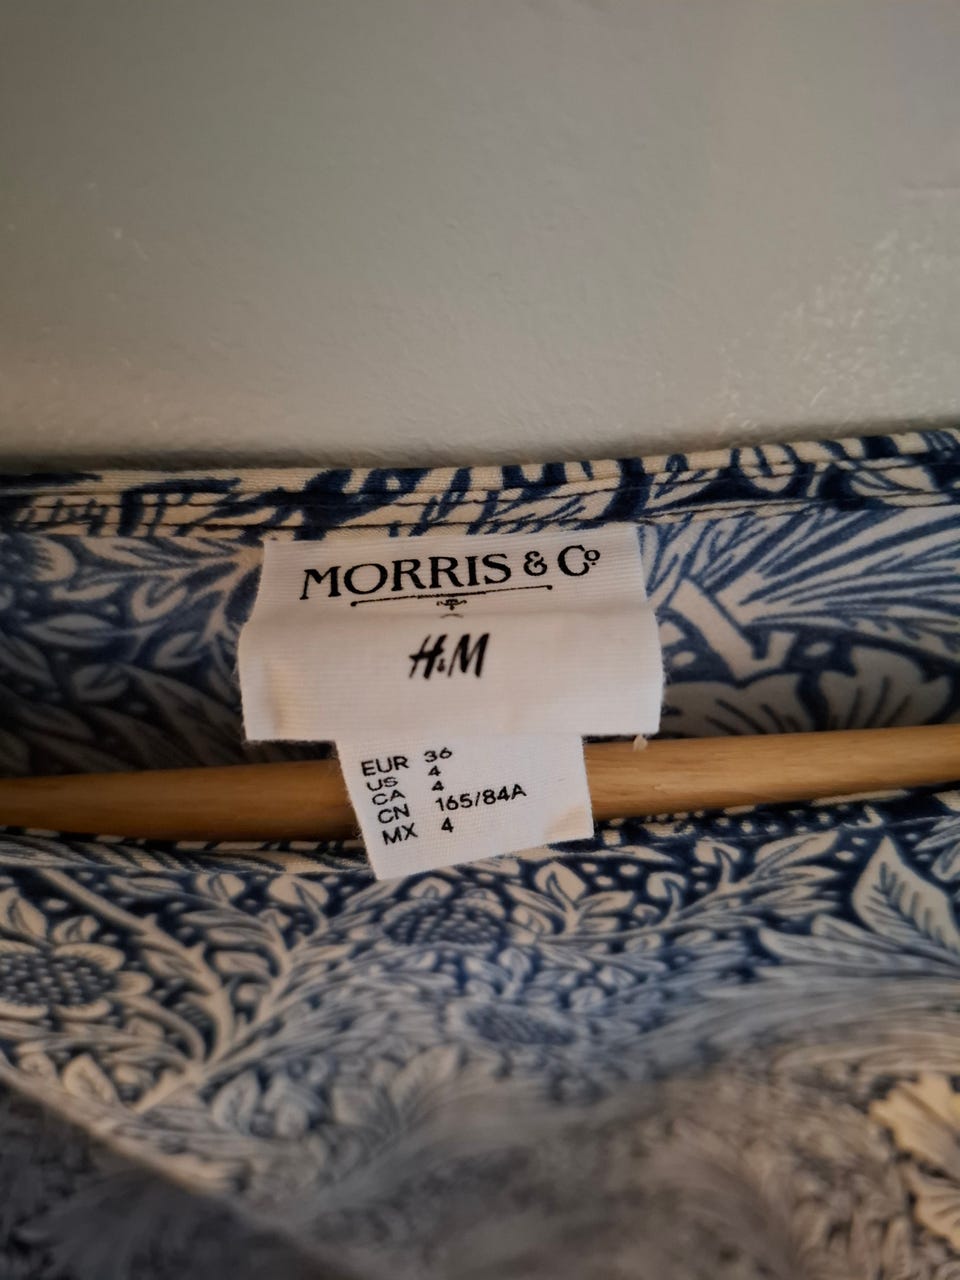 MORRIS & Cº
H&M
EUR 36
US 4
CA 4
CN 165/84A
MX 4